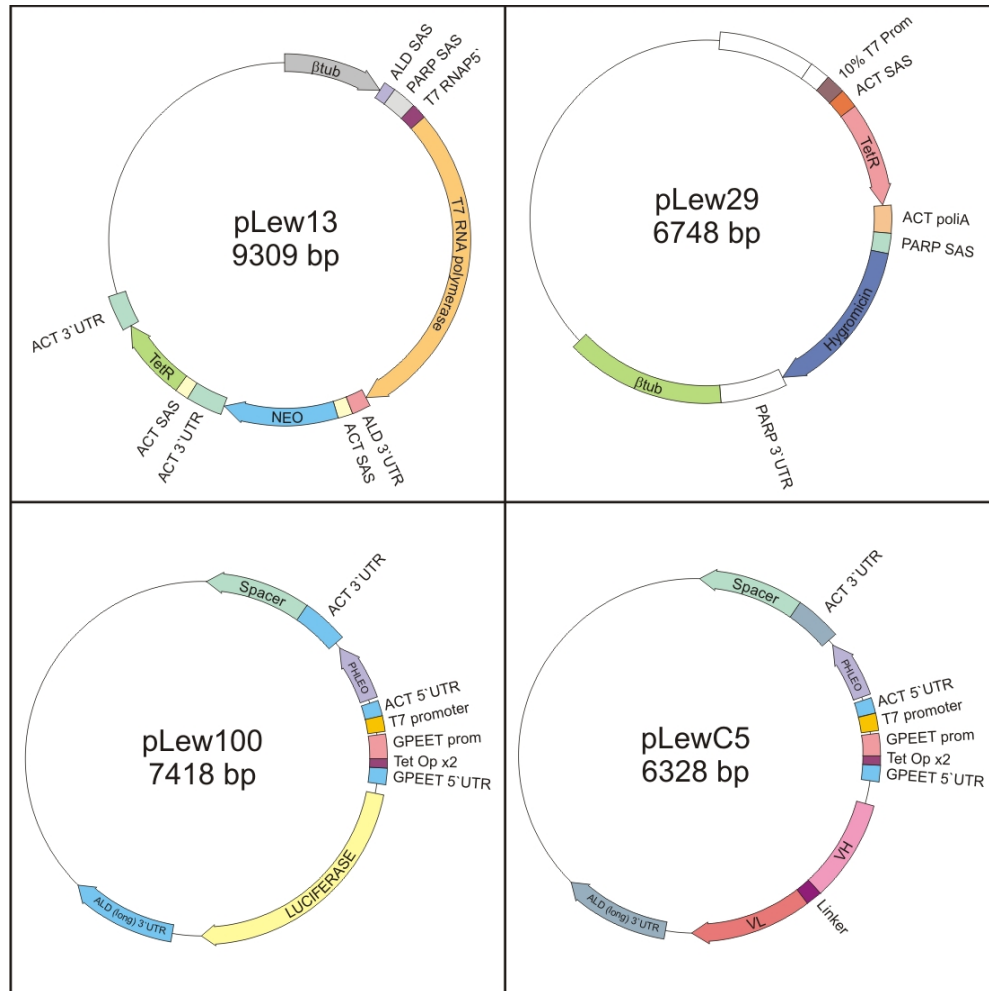 βtub
ALD SAS
PARP SAS
T7 RNAP5`
T7 RNA polymerase
ALD 3`UTR
ACT SAS
NEO
ACT 3`UTR
ACT SAS
TetR
ACT 3`UTR
pLew13
9309 bp
10% T7 Prom
ACT SAS
TetR
ACT poliA
PARP SAS
Hygromicin
PARP 3`UTR
βtub
pLew29
6748 bp
Spacer
ACT 3`UTR
PHLEO
ACT 5`UTR
T7 promoter
GPEET prom
Tet Op x2
GPEET 5`UTR
LUCIFERASE
ALD (long) 3`UTR
pLew100
7418 bp
Spacer
ACT 3`UTR
PHLEO
ACT 5`UTR
T7 promoter
GPEET prom
Tet Op x2
GPEET 5`UTR
VH
Linker
VL
ALD (long) 3`UTR
pLewC5
6328 bp